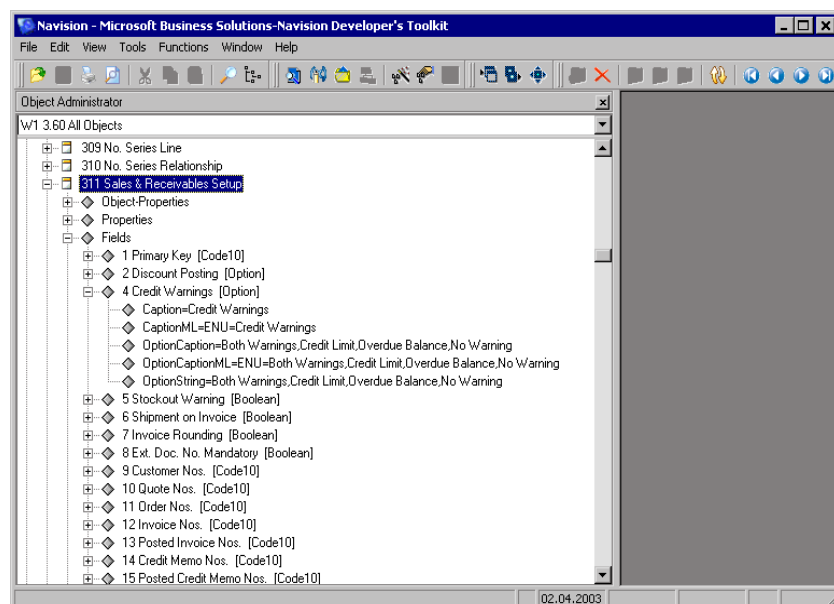 Navision - Microsoft Business Solutions-Navision Developer's Toolkit
File Edit View Tools Functions Window Help
Object Administrator
W1 3.60 All Objects
309 No. Series Line
310 No. Series Relationship
311 Sales & Receivables Setup
Object-Properties
Properties
Fields
1 Primary Key [Code10]
2 Discount Posting [Option]
4 Credit Warnings [Option]
Caption=Credit Warnings
CaptionML=ENU=Credit Warnings
OptionCaption=Both Warnings,Credit Limit,Overdue Balance,No Warning
OptionCaptionML=ENU=Both Warnings,Credit Limit,Overdue Balance,No Warning
OptionString=Both Warnings,Credit Limit,Overdue Balance,No Warning
5 Stockout Warning [Boolean]
6 Shipment on Invoice [Boolean]
7 Invoice Rounding [Boolean]
8 Ext. Doc. No. Mandatory [Boolean]
9 Customer Nos. [Code10]
10 Quote Nos. [Code10]
11 Order Nos. [Code10]
12 Invoice Nos. [Code10]
13 Posted Invoice Nos. [Code10]
14 Credit Memo Nos. [Code10]
15 Posted Credit Memo Nos. [Code10]
02.04.2003